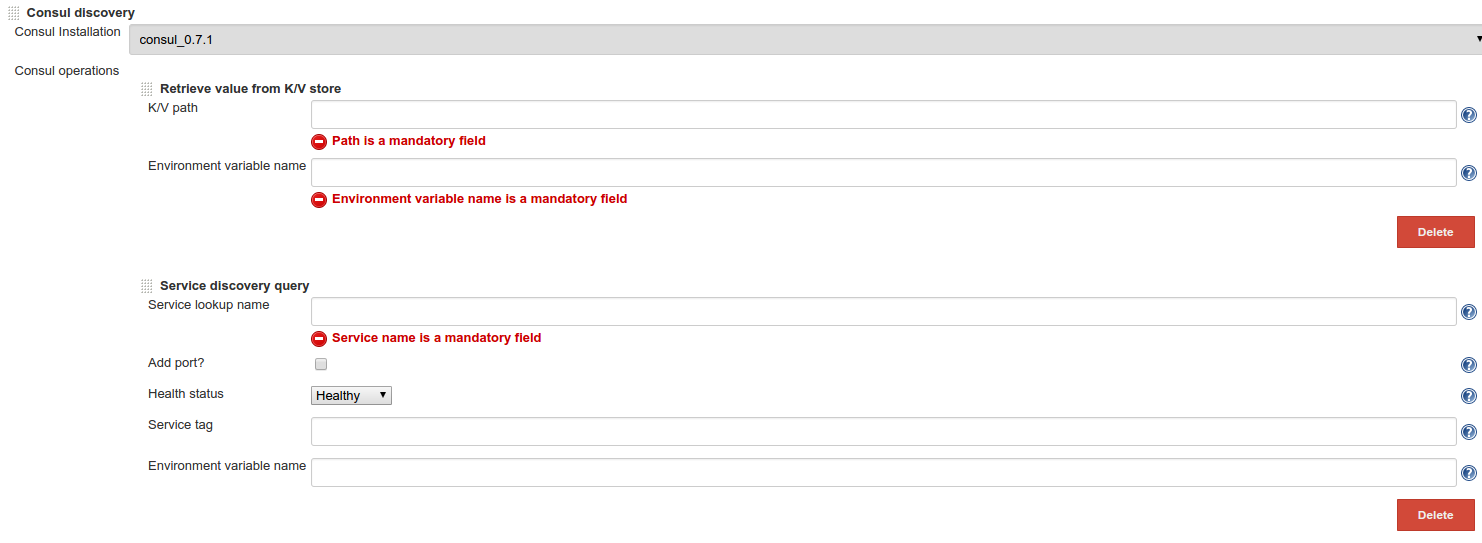 Consul discovery
Consul Installation
consul_0.7.1
Consul operations
Retrieve value from K/V store
K/V path
?
Path is a mandatory field
Environment variable name
?
Environment variable name is a mandatory field
Delete
Service discovery query
Service lookup name
?
Service name is a mandatory field
Add port?
?
Health status
Healthy
?
Service tag
?
Environment variable name
?
Delete